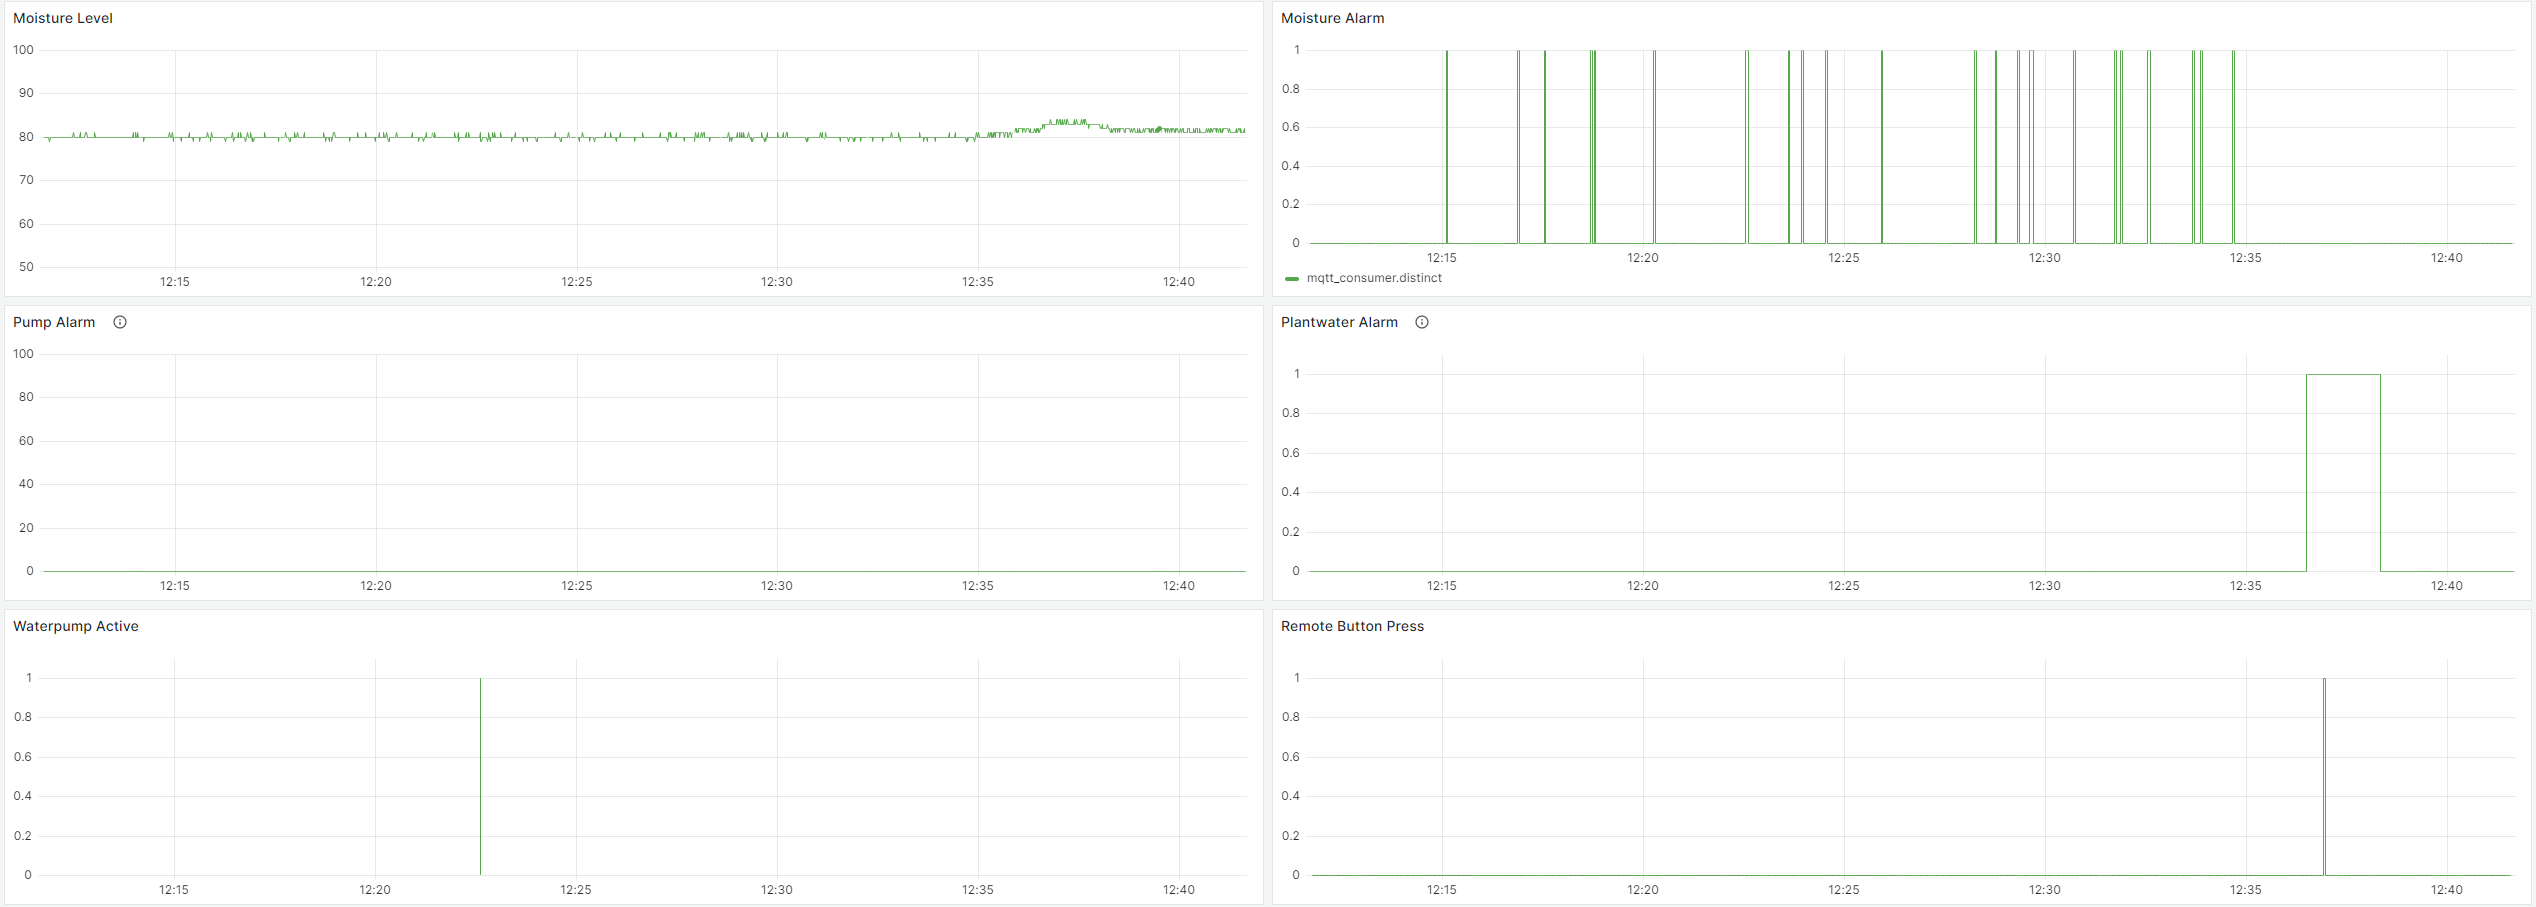 Moisture Level
100
90
80
70
60
50
12:15 12:20 12:25 12:30 12:35 12:40
Moisture Alarm
1
0.8
0.6
0.4
0.2
0
12:15 12:20 12:25 12:30 12:35 12:40
mqtt_consumer.distinct
Pump Alarm
100
80
60
40
20
0
12:15 12:20 12:25 12:30 12:35 12:40
Plantwater Alarm
1
0.8
0.6
0.4
0.2
0
12:15 12:20 12:25 12:30 12:35 12:40
Waterpump Active
1
0.8
0.6
0.4
0.2
0
12:15 12:20 12:25 12:30 12:35 12:40
Remote Button Press
1
0.8
0.6
0.4
0.2
0
12:15 12:20 12:25 12:30 12:35 12:40